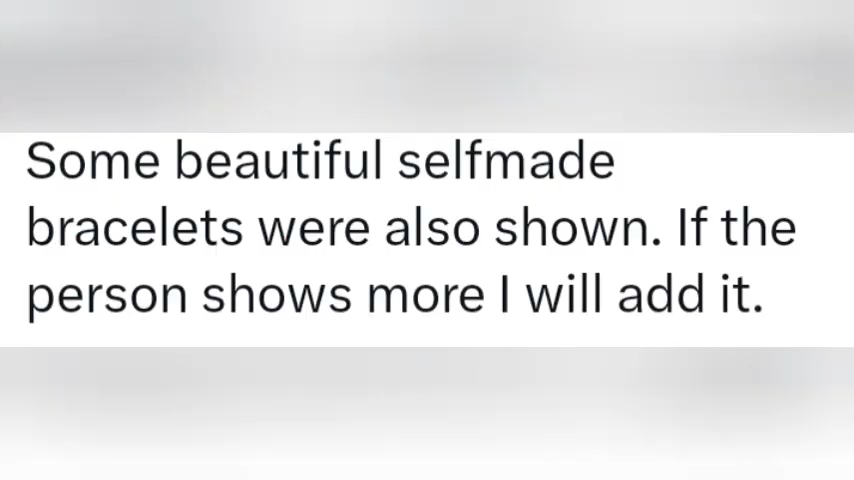 Some beautiful selfmade
bracelets were also shown. If the
person shows more I will add it.